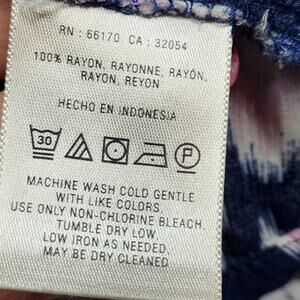 RN : 66170 CA : 32054
100% RAYON, RAYONNE, RAYÓN,
RAYON, REYON
HECHO EN INDONESIA
30
P
MACHINE WASH COLD GENTLE
WITH LIKE COLORS,
USE ONLY NON-CHLORINE BLEACH.
TUMBLE DRY LOW,
LOW IRON AS NEEDED,
MAY BE DRY CLEANED